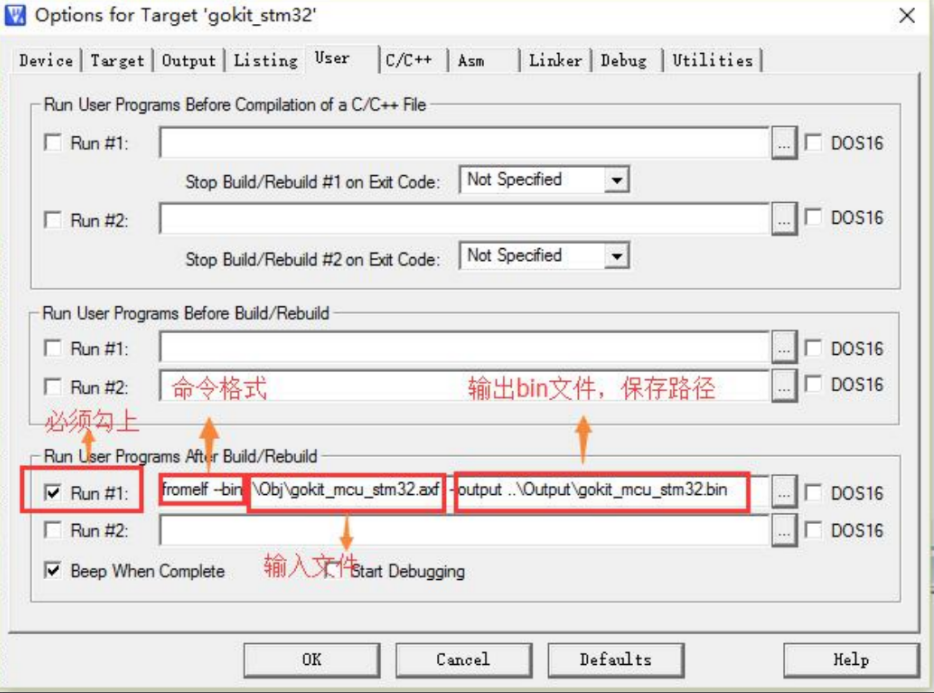 Options for Target 'gokit_stm32'
Device Target Output Listing User C/C++ Asm Linker Debug Utilities
Run User Programs Before Compilation of a C/C++ File
Run #1: ... DOS16
Stop Build/Rebuild #1 on Exit Code: Not Specified
Run #2: ... DOS16
Stop Build/Rebuild #2 on Exit Code: Not Specified
Run User Programs Before Build/Rebuild
Run #1: ... DOS16
Run #2: 命令格式 输出bin文件，保存路径 ... DOS16
必须勾上
Run User Programs After Build/Rebuild
Run #1: fromelf --bin \Obj\gokit_mcu_stm32.axf -output ..\Output\gokit_mcu_stm32.bin ... DOS16
Run #2: ... DOS16
Beep When Complete 输入文件 Start Debugging
OK Cancel Defaults Help